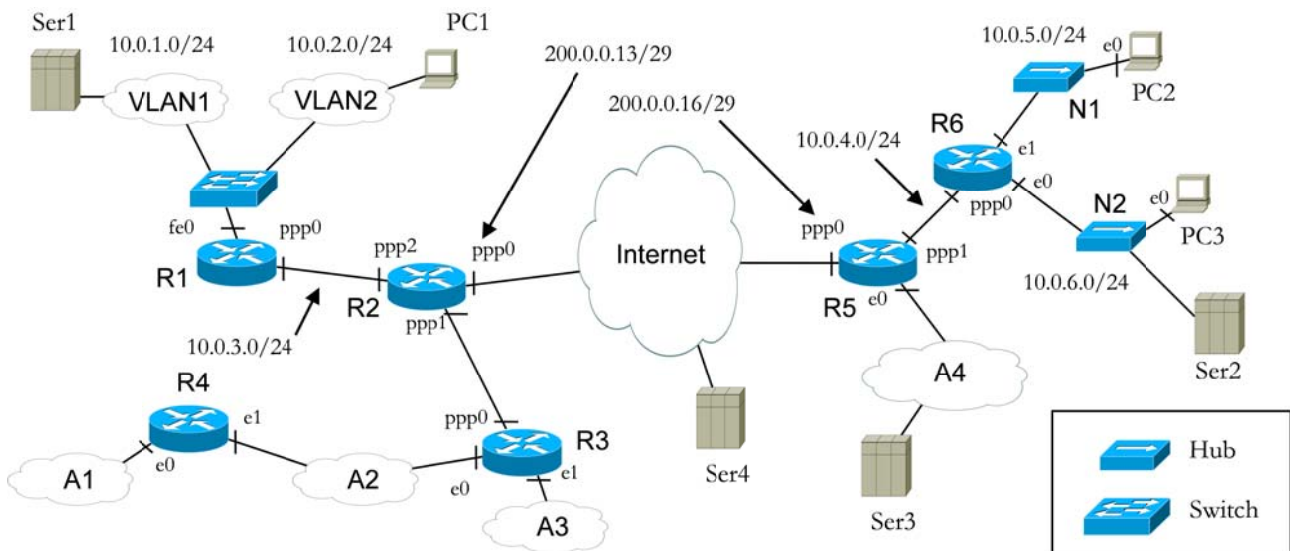 Ser1
10.0.1.0/24
10.0.2.0/24
PC1
200.0.0.13/29
200.0.0.16/29
10.0.5.0/24
e0
PC2
N1
VLAN1
VLAN2
R6
e1
10.0.4.0/24
e0
ppp0
N2
e0
PC3
fe0
ppp0
R1
ppp2
ppp0
R2
ppp1
Internet
ppp0
ppp1
R5
e0
10.0.6.0/24
10.0.3.0/24
Ser2
R4
e1
e0
A1
A2
ppp0
R3
e0
e1
A3
Ser4
A4
Ser3
Hub
Switch